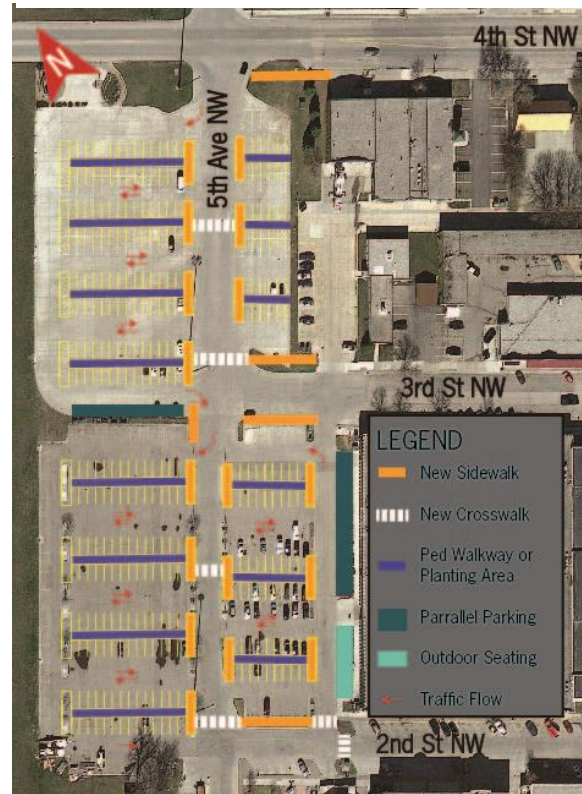 4th St NW
N
5th Ave NW
3rd St NW
LEGEND
New Sidewalk
New Crosswalk
Ped Walkway or
Planting Area
Parrallel Parking
Outdoor Seating
Traffic Flow
2nd St NW